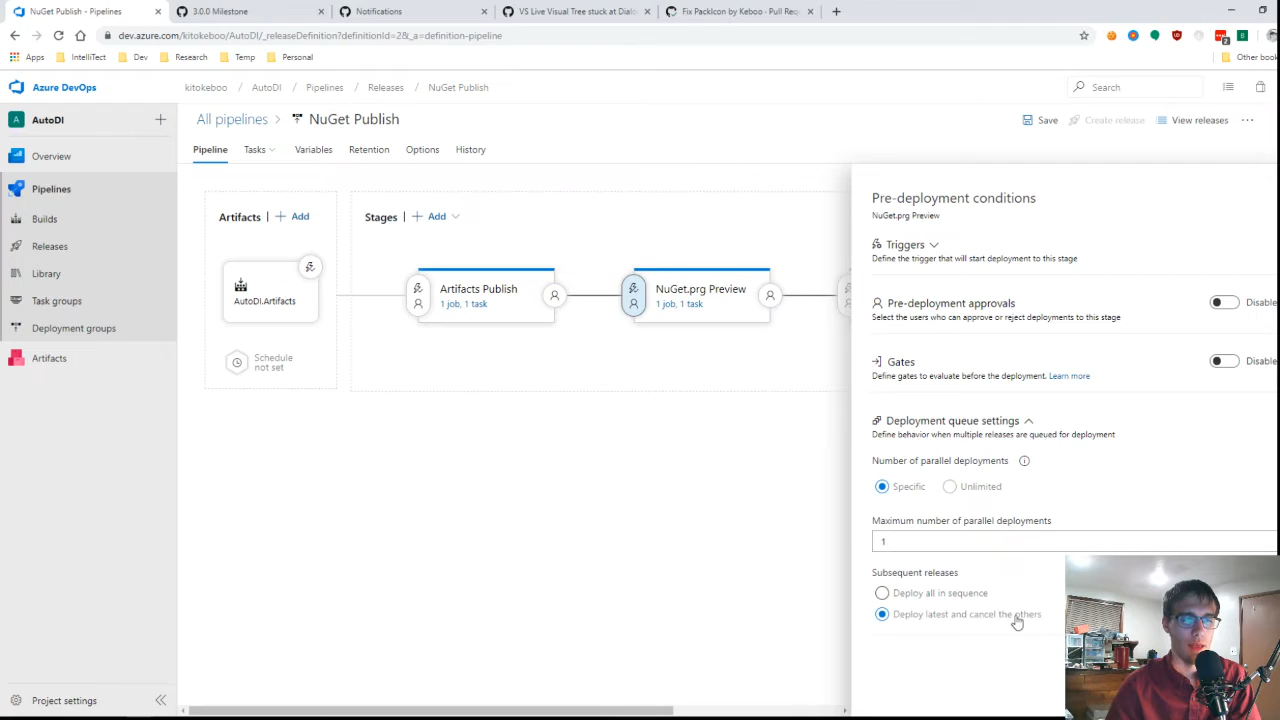 NuGet Publish - Pipelines
3.0.0 Milestone
Notifications
VS Live Visual Tree stuck at Dialo
Fix PackIcon by Keboo · Pull Req
dev.azure.com/kitokeboo/AutoDI/_releaseDefinition?definitionId=2&_a=definition-pipeline
Apps
IntelliTect
Dev
Research
Temp
Personal
Other book
Azure DevOps
kitokeboo / AutoDI / Pipelines / Releases / NuGet Publish
Search
A AutoDI
Overview
Pipelines
Builds
Releases
Library
Task groups
Deployment groups
Artifacts
Project settings
All pipelines > NuGet Publish
Save
Create release
View releases
Pipeline
Tasks
Variables
Retention
Options
History
Artifacts | + Add
AutoDI.Artifacts
Schedule
not set
Stages | + Add
Artifacts Publish
1 job, 1 task
NuGet.prg Preview
1 job, 1 task
Pre-deployment conditions
NuGet.prg Preview
Triggers
Define the trigger that will start deployment to this stage
Pre-deployment approvals
Disable
Select the users who can approve or reject deployments to this stage
Gates
Disable
Define gates to evaluate before the deployment. Learn more
Deployment queue settings
Define behavior when multiple releases are queued for deployment
Number of parallel deployments
Specific
Unlimited
Maximum number of parallel deployments
1
Subsequent releases
Deploy all in sequence
Deploy latest and cancel the others